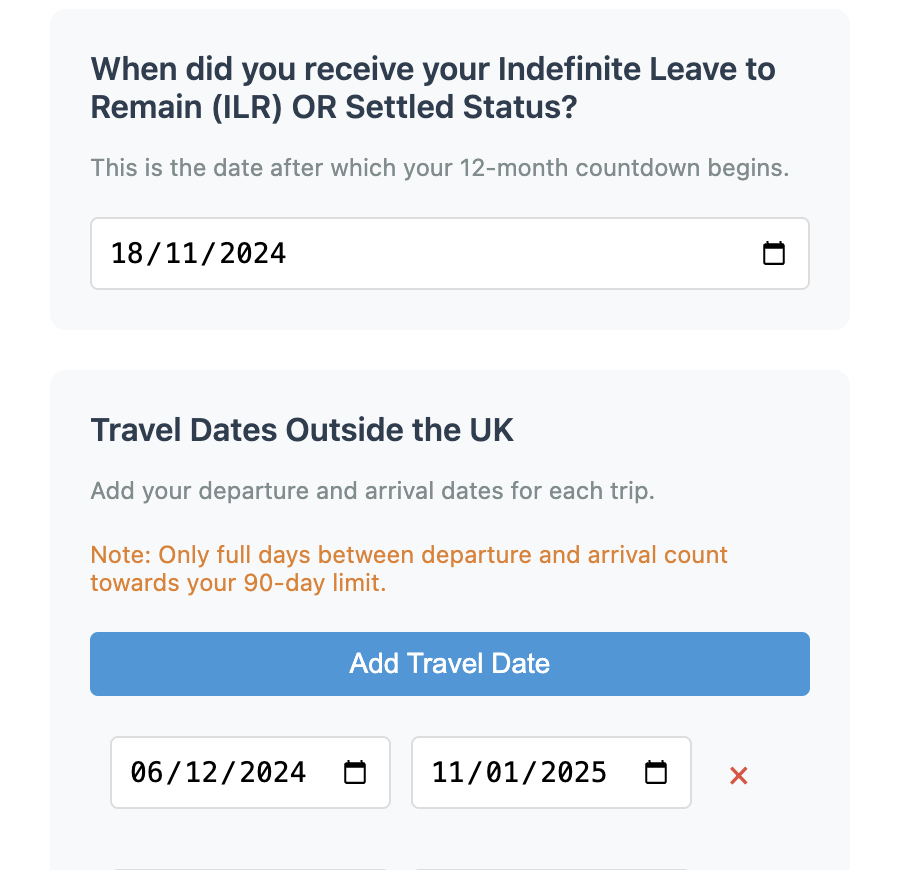 When did you receive your Indefinite Leave to
Remain (ILR) OR Settled Status?
This is the date after which your 12-month countdown begins.
18/11/2024
Travel Dates Outside the UK
Add your departure and arrival dates for each trip.
Note: Only full days between departure and arrival count
towards your 90-day limit.
Add Travel Date
06/12/2024 11/01/2025 ×